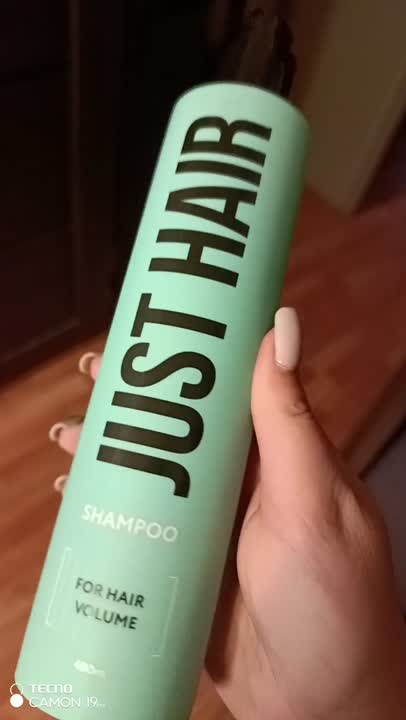 JUST HAIR
SHAMPOO
FOR HAIR
VOLUME
TECNO
CAMON 19